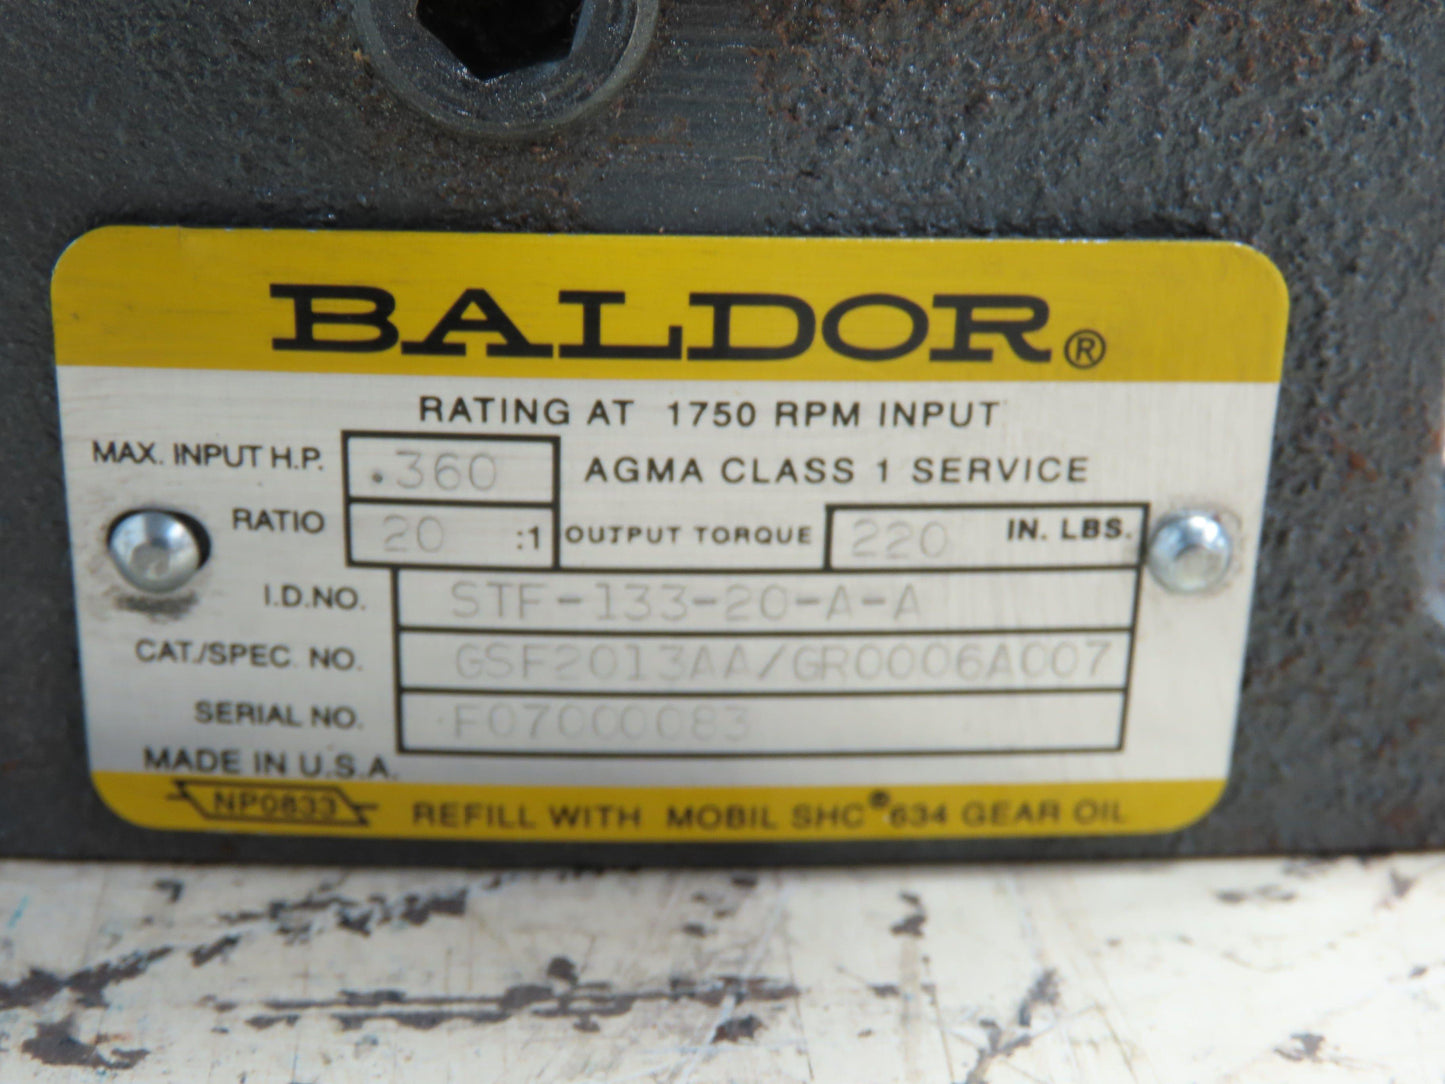 BALDOR®
RATING AT 1750 RPM INPUT
MAX. INPUT H.P. .360 AGMA CLASS 1 SERVICE
RATIO 20 :1 OUTPUT TORQUE 220 IN. LBS.
I.D.NO. STF-133-20-A-A
CAT./SPEC. NO. GSF2013AA/GR0006A007
SERIAL NO. F07000083
MADE IN U.S.A.
NP0833 REFILL WITH MOBIL SHC® 634 GEAR OIL